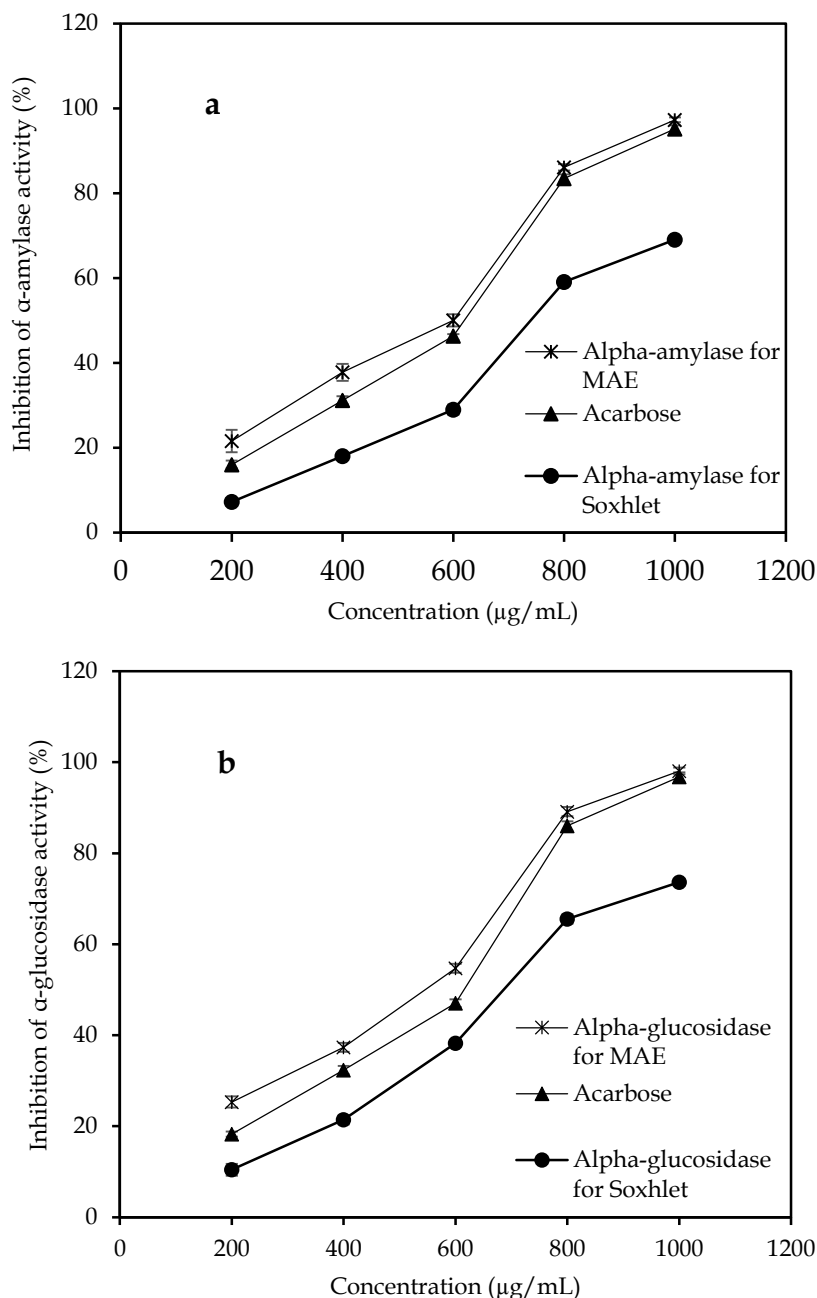 120
100
80
60
40
20
0
Inhibition of α-amylase activity (%)
a
Alpha-amylase for
MAE
Acarbose
Alpha-amylase for
Soxhlet
0 200 400 600 800 1000 1200
Concentration (µg/mL)
120
100
80
60
40
20
0
Inhibition of α-glucosidase activity (%)
b
Alpha-glucosidase
for MAE
Acarbose
Alpha-glucosidase
for Soxhlet
0 200 400 600 800 1000 1200
Concentration (µg/mL)